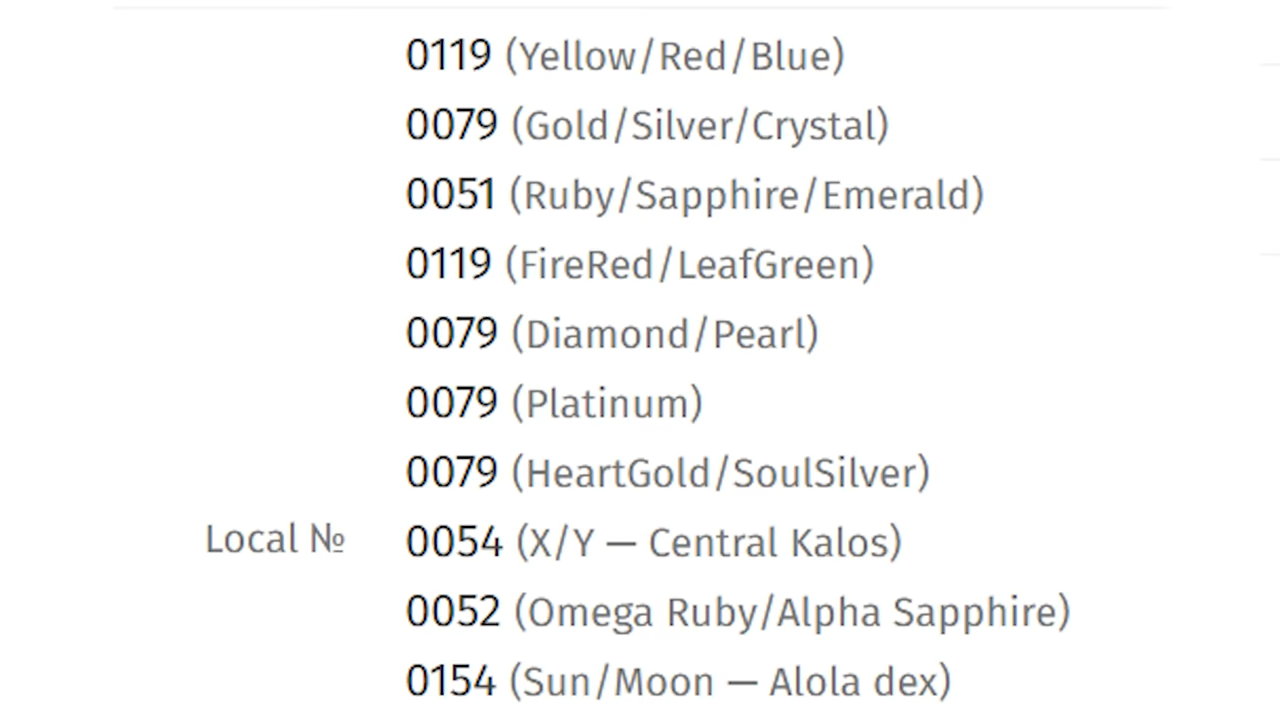 0119 (Yellow/Red/Blue)
0079 (Gold/Silver/Crystal)
0051 (Ruby/Sapphire/Emerald)
0119 (FireRed/LeafGreen)
0079 (Diamond/Pearl)
0079 (Platinum)
0079 (HeartGold/SoulSilver)
Local № 0054 (X/Y — Central Kalos)
0052 (Omega Ruby/Alpha Sapphire)
0154 (Sun/Moon — Alola dex)